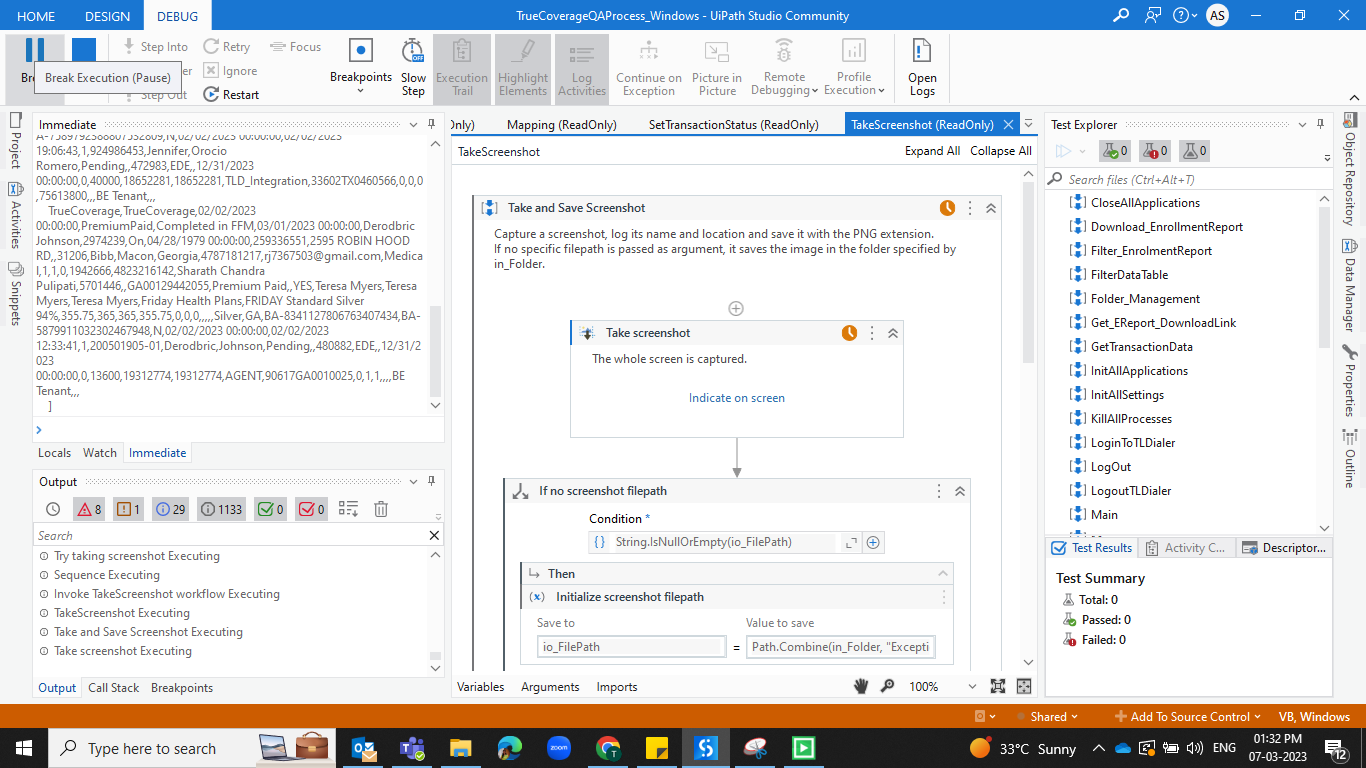 HOME DESIGN DEBUG TrueCoverageQAProcess_Windows - UiPath Studio Community AS
Step Into Retry Focus
Ignore
Step Out Restart
Break Execution (Pause)
Breakpoints
Slow Step
Execution Trail
Highlight Elements
Log Activities
Continue on Exception
Picture in Picture
Remote Debugging
Profile Execution
Open Logs
Project
Activities
Snippets
Immediate
A-7589792388867532809,N,02/02/2023 00:00:00,02/02/2023
19:06:43,1,924986453,Jennifer,Orocio
Romero,Pending,,472983,EDE,,12/31/2023
00:00:00,0,40000,18652281,18652281,TLD_Integration,33602TX0460566,0,0,0
,75613800,,,BE Tenant,,,
TrueCoverage,TrueCoverage,02/02/2023
00:00:00,PremiumPaid,Completed in FFM,03/01/2023 00:00:00,Derodbric
Johnson,2974239,On,04/28/1979 00:00:00,259336551,2595 ROBIN HOOD
RD,,31206,Bibb,Macon,Georgia,4787181217,rj7367503@gmail.com,Medica
l,1,1,0,1942666,4823216142,Sharath Chandra
Pulipati,5701446,,GA00129442055,Premium Paid,,YES,Teresa Myers,Teresa
Myers,Teresa Myers,Friday Health Plans,FRIDAY Standard Silver
94%,355.75,365,365,355.75,0,0,0,,,,,Silver,GA,BA-8341127806763407434,BA-
5879911032302467948,N,02/02/2023 00:00:00,02/02/2023
12:33:41,1,200501905-01,Derodbric,Johnson,Pending,,480882,EDE,,12/31/2
023
00:00:00,0,13600,19312774,19312774,AGENT,90617GA0010025,0,1,1,,,,BE
Tenant,,,
]
>
Locals Watch Immediate
Output
8 1 29 1133 0 0
Search
Try taking screenshot Executing
Sequence Executing
Invoke TakeScreenshot workflow Executing
TakeScreenshot Executing
Take and Save Screenshot Executing
Take screenshot Executing
Output Call Stack Breakpoints
Only) Mapping (ReadOnly) SetTransactionStatus (ReadOnly) TakeScreenshot (ReadOnly)
TakeScreenshot Expand All Collapse All
Take and Save Screenshot
Capture a screenshot, log its name and location and save it with the PNG extension.
If no specific filepath is passed as argument, it saves the image in the folder specified by
in_Folder.
Take screenshot
The whole screen is captured.
Indicate on screen
If no screenshot filepath
Condition *
String.IsNullOrEmpty(io_FilePath)
Then
Initialize screenshot filepath
Save to Value to save
io_FilePath = Path.Combine(in_Folder, "Excepti
Variables Arguments Imports 100%
Test Explorer
0 0 0
Search files (Ctrl+Alt+T)
CloseAllApplications
Download_EnrollmentReport
Filter_EnrolmentReport
FilterDataTable
Folder_Management
Get_EReport_DownloadLink
GetTransactionData
InitAllApplications
InitAllSettings
KillAllProcesses
LoginToTLDialer
LogOut
LogoutTLDialer
Main
Test Results Activity C... Descriptor...
Test Summary
Total: 0
Passed: 0
Failed: 0
Object Repository
Data Manager
Properties
Outline
Shared Add To Source Control VB, Windows
Type here to search zoom 33°C Sunny ENG 01:32 PM
07-03-2023 12